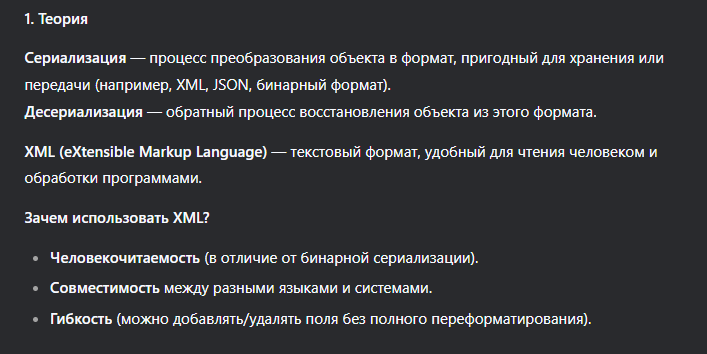 1. Теория
Сериализация — процесс преобразования объекта в формат, пригодный для хранения или
передачи (например, XML, JSON, бинарный формат).
Десериализация — обратный процесс восстановления объекта из этого формата.
XML (eXtensible Markup Language) — текстовый формат, удобный для чтения человеком и
обработки программами.
Зачем использовать XML?
• Человекочитаемость (в отличие от бинарной сериализации).
• Совместимость между разными языками и системами.
• Гибкость (можно добавлять/удалять поля без полного переформатирования).